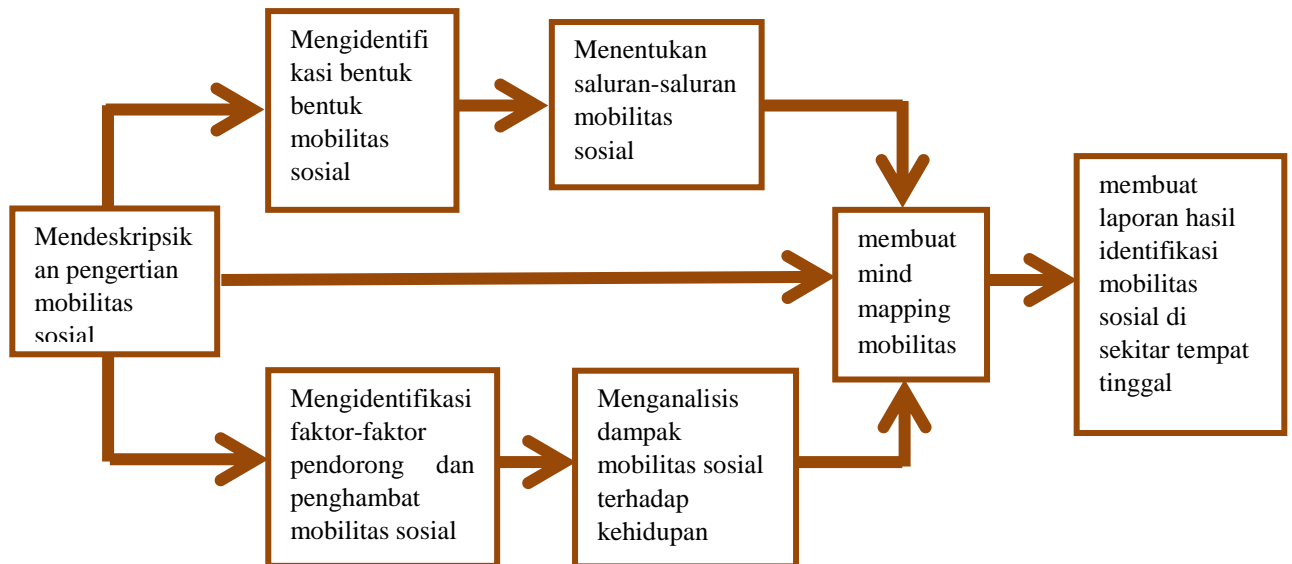 Mendeskripsik
an pengertian
mobilitas
sosial
Mengidentifi
kasi bentuk
bentuk
mobilitas
sosial
Menentukan
saluran-saluran
mobilitas
sosial
Mengidentifikasi
faktor-faktor
pendorong dan
penghambat
mobilitas sosial
Menganalisis
dampak
mobilitas sosial
terhadap
kehidupan
membuat
mind
mapping
mobilitas
membuat
laporan hasil
identifikasi
mobilitas
sosial di
sekitar tempat
tinggal